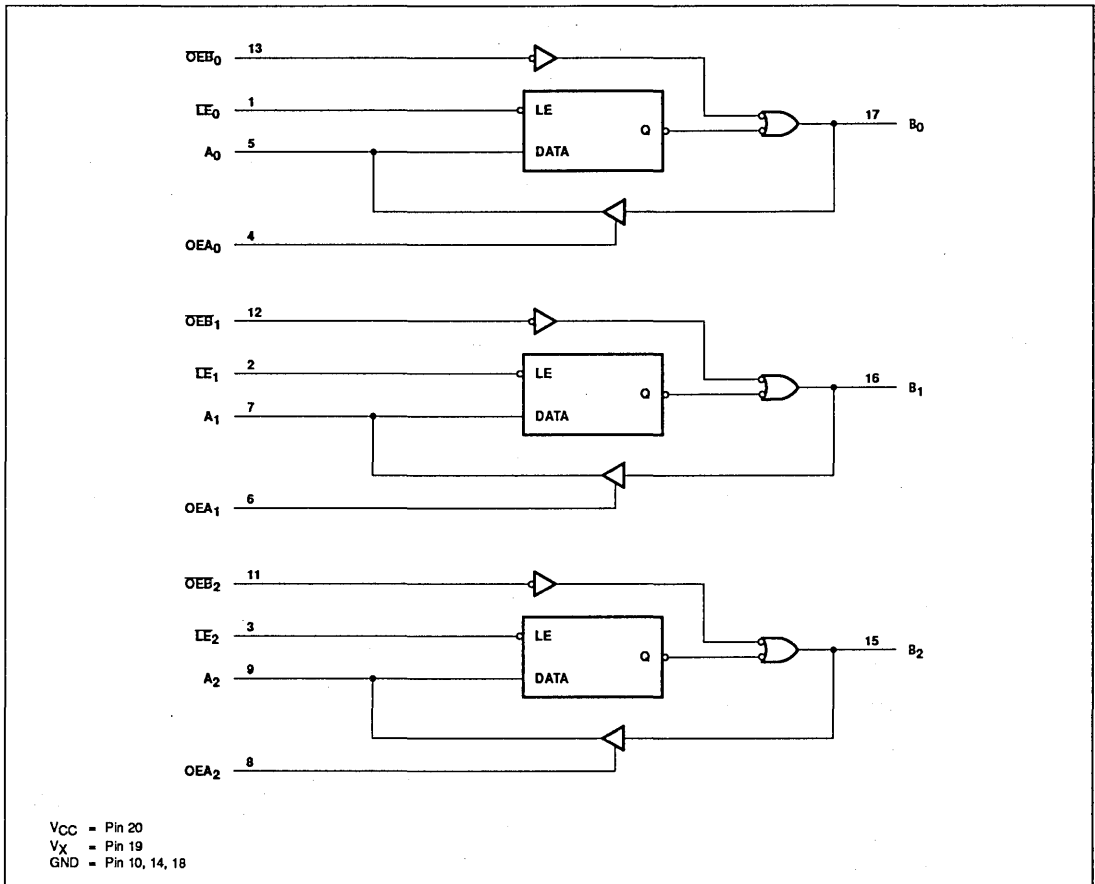 OEB0 13
LE0 1 LE
Q 17 B0
A0 5 DATA
OEA0 4
OEB1 12
LE1 2 LE
Q 16 B1
A1 7 DATA
OEA1 6
OEB2 11
LE2 3 LE
Q 15 B2
A2 9 DATA
OEA2 8
VCC = Pin 20
VX = Pin 19
GND = Pin 10, 14, 18